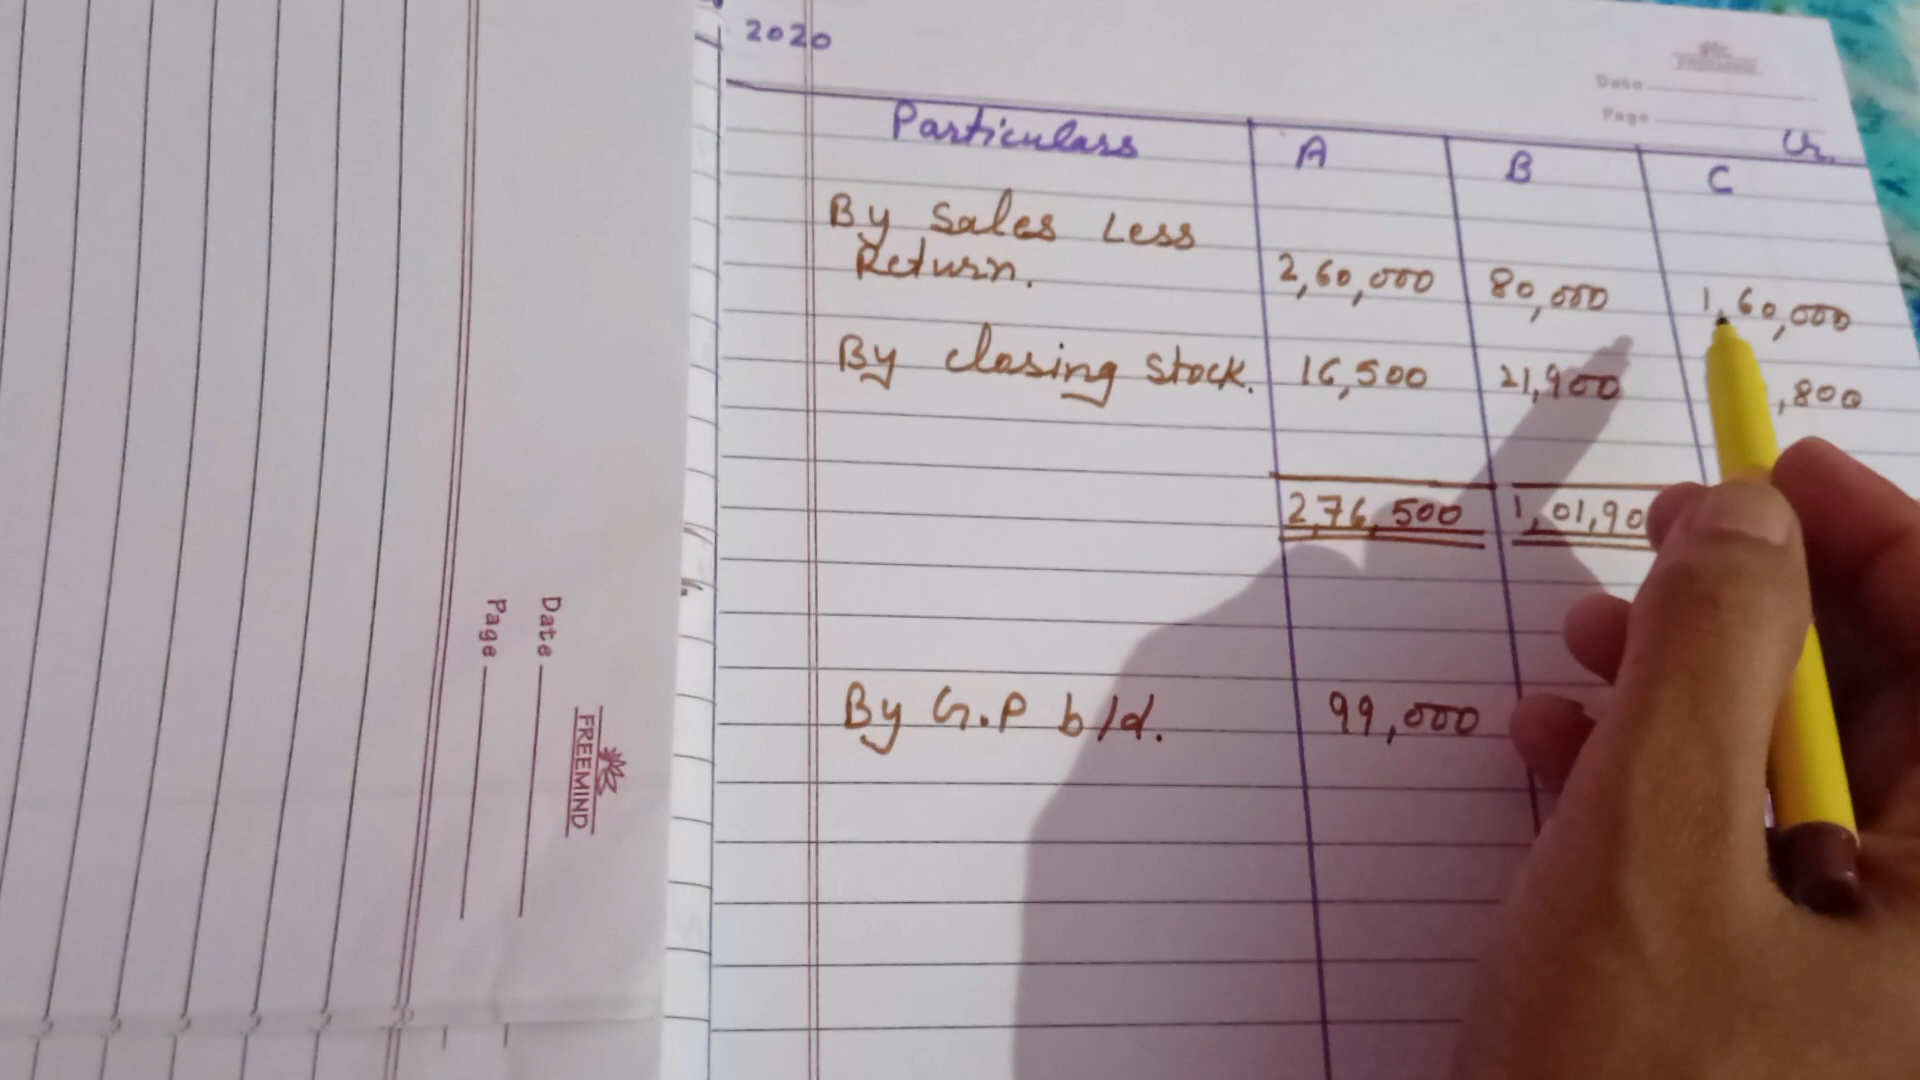 2020
Date
Page
Cr.
Particulars A B C
By Sales Less
Return. 2,60,000 80,000 1,60,000
By closing Stock. 16,500 21,900 ,800
2,76,500 1,01,90
By G.P b/d. 99,000
Date
Page
FREEMIND